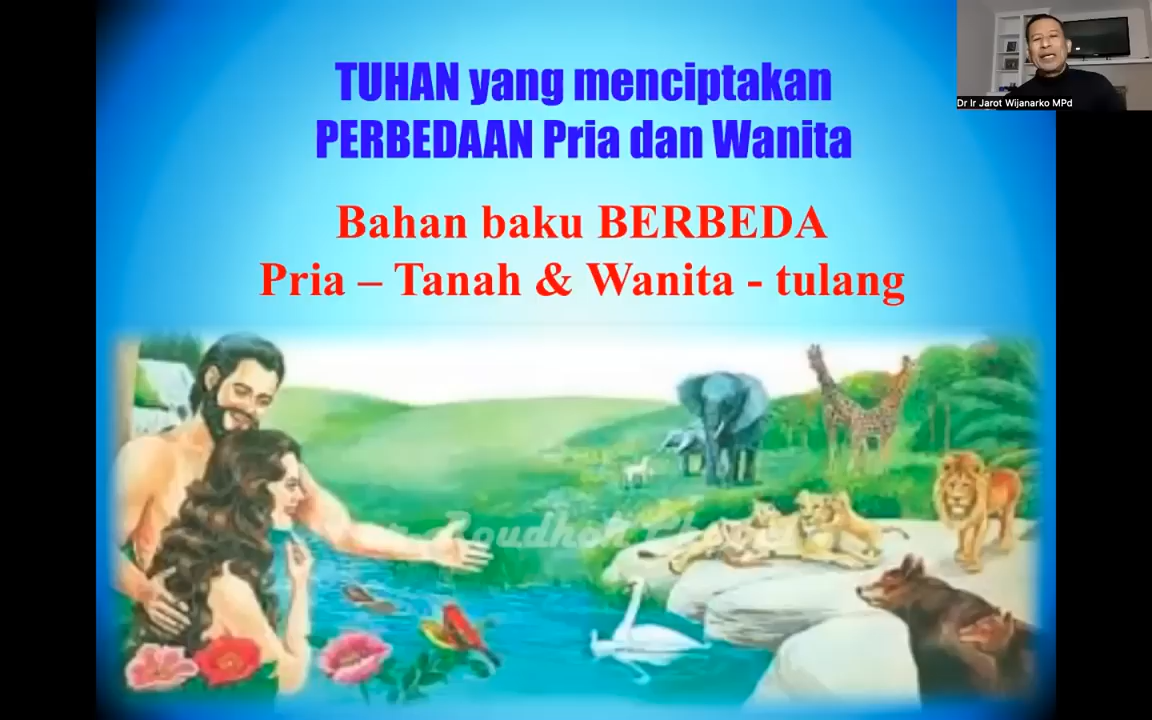 TUHAN yang menciptakan
PERBEDAAN Pria dan Wanita
Bahan baku BERBEDA
Pria – Tanah & Wanita - tulang
Dr Ir Jarot Wijanarko MPd